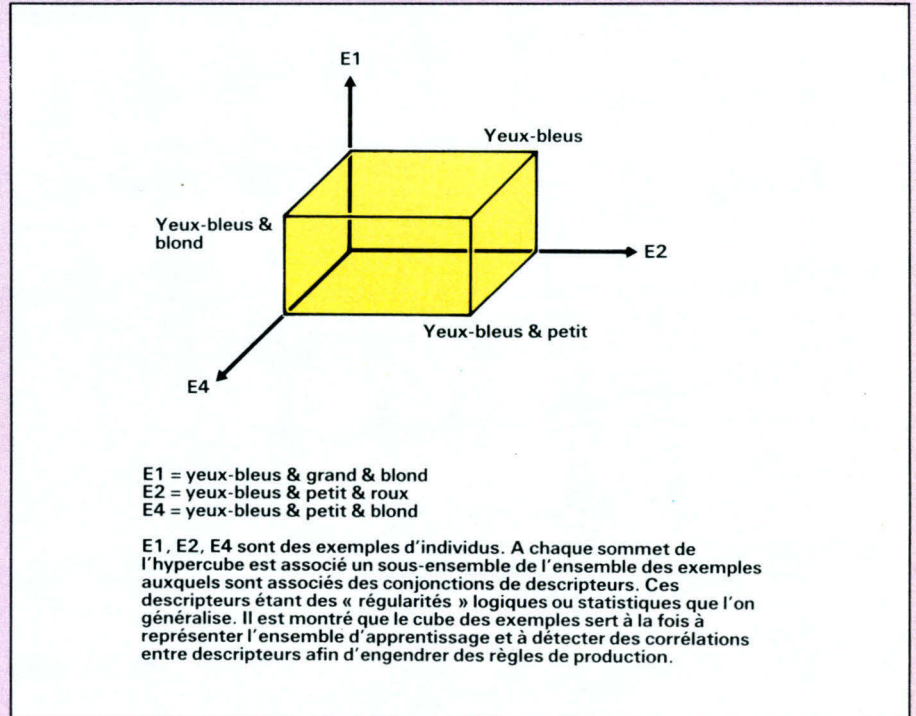 E1
Yeux-bleus
Yeux-bleus &
blond
E2
Yeux-bleus & petit
E4
E1 = yeux-bleus & grand & blond
E2 = yeux-bleus & petit & roux
E4 = yeux-bleus & petit & blond
E1, E2, E4 sont des exemples d'individus. A chaque sommet de
l'hypercube est associé un sous-ensemble de l'ensemble des exemples
auxquels sont associés des conjonctions de descripteurs. Ces
descripteurs étant des « régularités » logiques ou statistiques que l'on
généralise. Il est montré que le cube des exemples sert à la fois à
représenter l'ensemble d'apprentissage et à détecter des corrélations
entre descripteurs afin d'engendrer des règles de production.